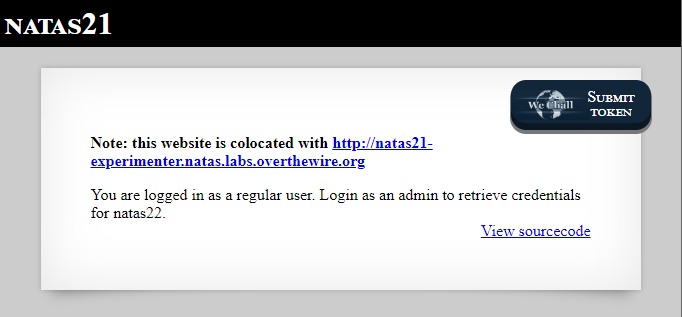 NATAS21
We Chall
SUBMIT
TOKEN
Note: this website is colocated with http://natas21-
experimenter.natas.labs.overthewire.org
You are logged in as a regular user. Login as an admin to retrieve credentials
for natas22.
View sourcecode